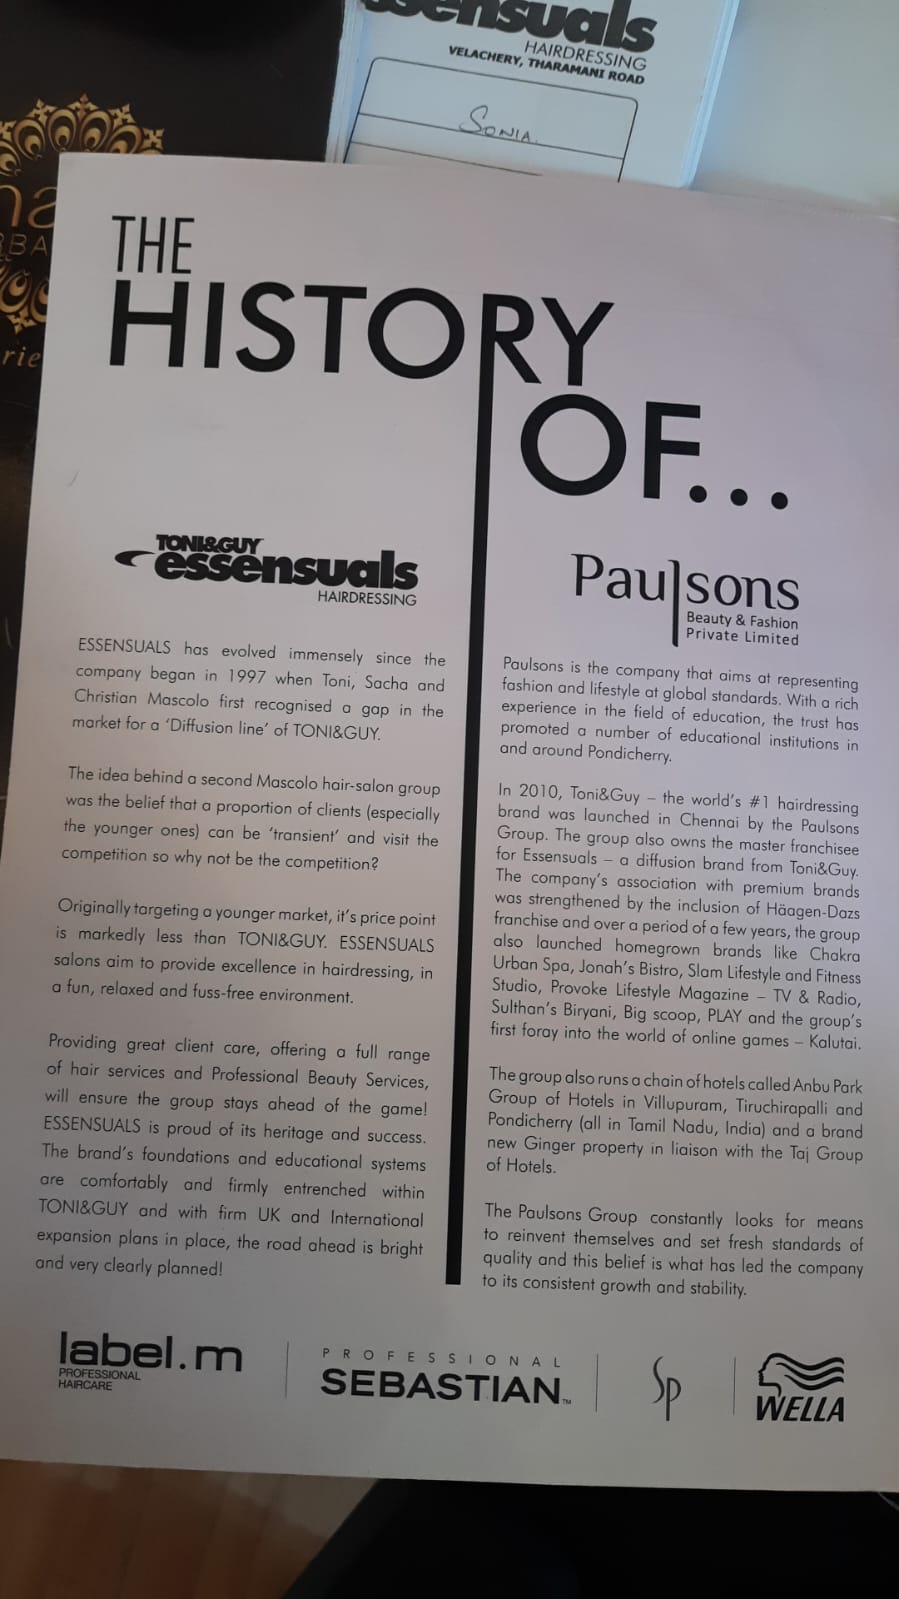 essensuals
HAIRDRESSING
VELACHERY, THARAMANI ROAD
SONIA
THE
HISTORY
OF...
TONI&GUY
essensuals
HAIRDRESSING
ESSENSUALS has evolved immensely since the
company began in 1997 when Toni, Sacha and
Christian Mascolo first recognised a gap in the
market for a 'Diffusion line' of TONI&GUY.
The idea behind a second Mascolo hair-salon group
was the belief that a proportion of clients (especially
the younger ones) can be 'transient' and visit the
competition so why not be the competition?
Originally targeting a younger market, it's price point
is markedly less than TONI&GUY. ESSENSUALS
salons aim to provide excellence in hairdressing, in
a fun, relaxed and fuss-free environment.
Providing great client care, offering a full range
of hair services and Professional Beauty Services,
will ensure the group stays ahead of the game!
ESSENSUALS is proud of its heritage and success.
The brand's foundations and educational systems
are comfortably and firmly entrenched within
TONI&GUY and with firm UK and International
expansion plans in place, the road ahead is bright
and very clearly planned!
Paulsons
Beauty & Fashion
Private Limited
Paulsons is the company that aims at representing
fashion and lifestyle at global standards. With a rich
experience in the field of education, the trust has
promoted a number of educational institutions in
and around Pondicherry.
In 2010, Toni&Guy – the world's #1 hairdressing
brand was launched in Chennai by the Paulsons
Group. The group also owns the master franchisee
for Essensuals – a diffusion brand from Toni&Guy.
The company's association with premium brands
was strengthened by the inclusion of Häagen-Dazs
franchise and over a period of a few years, the group
also launched homegrown brands like Chakra
Urban Spa, Jonah's Bistro, Slam Lifestyle and Fitness
Studio, Provoke Lifestyle Magazine – TV & Radio,
Sulthan's Biryani, Big scoop, PLAY and the group's
first foray into the world of online games – Kalutai.
The group also runs a chain of hotels called Anbu Park
Group of Hotels in Villupuram, Tiruchirapalli and
Pondicherry (all in Tamil Nadu, India) and a brand
new Ginger property in liaison with the Taj Group
of Hotels.
The Paulsons Group constantly looks for means
to reinvent themselves and set fresh standards of
quality and this belief is what has led the company
to its consistent growth and stability.
label.m
PROFESSIONAL
HAIRCARE
PROFESSIONAL
SEBASTIAN™
Sp
WELLA